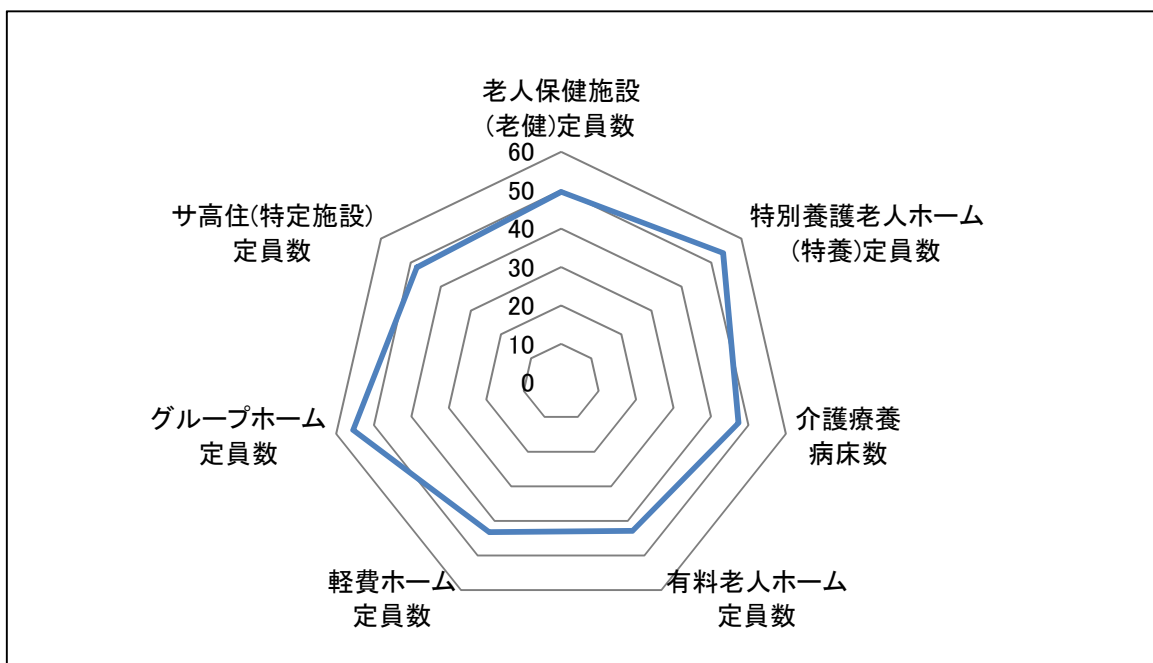 老人保健施設
(老健)定員数
60
50
40
30
20
10
0
特別養護老人ホーム
(特養)定員数
介護療養
病床数
有料老人ホーム
定員数
軽費ホーム
定員数
グループホーム
定員数
サ高住(特定施設)
定員数